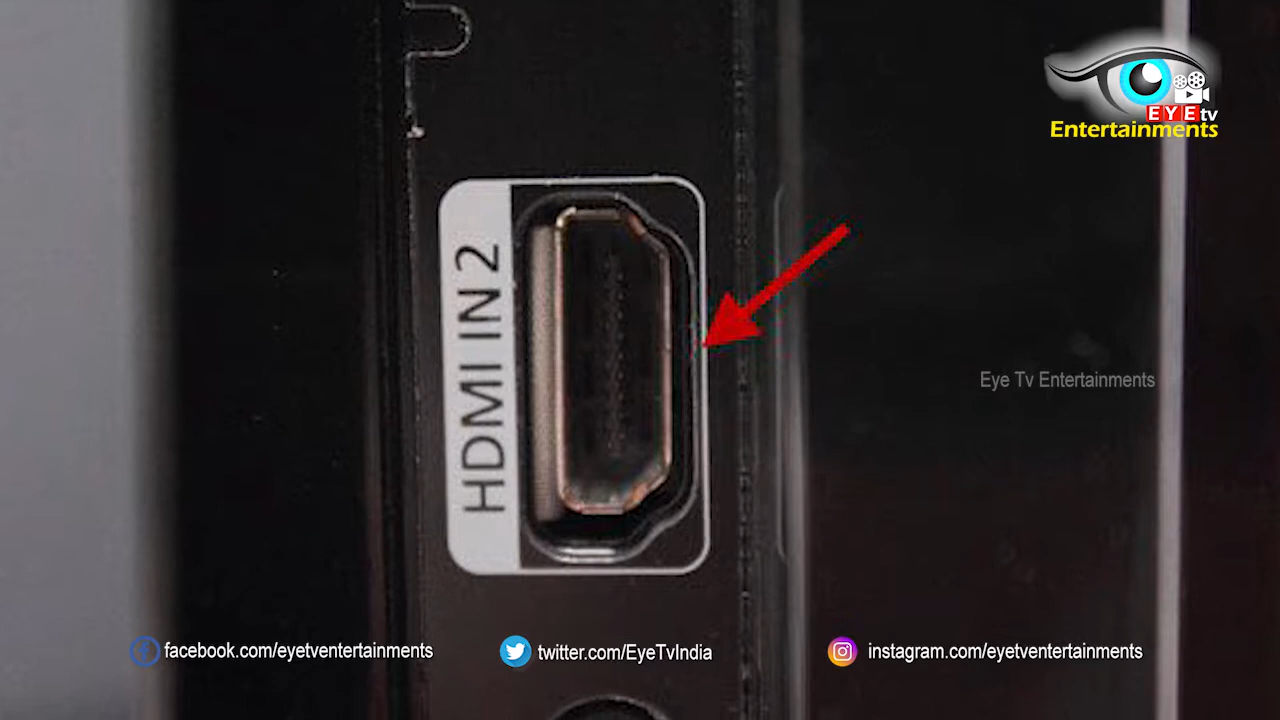 EYE tv
Entertainments
HDMI IN 2
Eye Tv Entertainments
facebook.com/eyetventertainments
twitter.com/EyeTvIndia
instagram.com/eyetventertainments